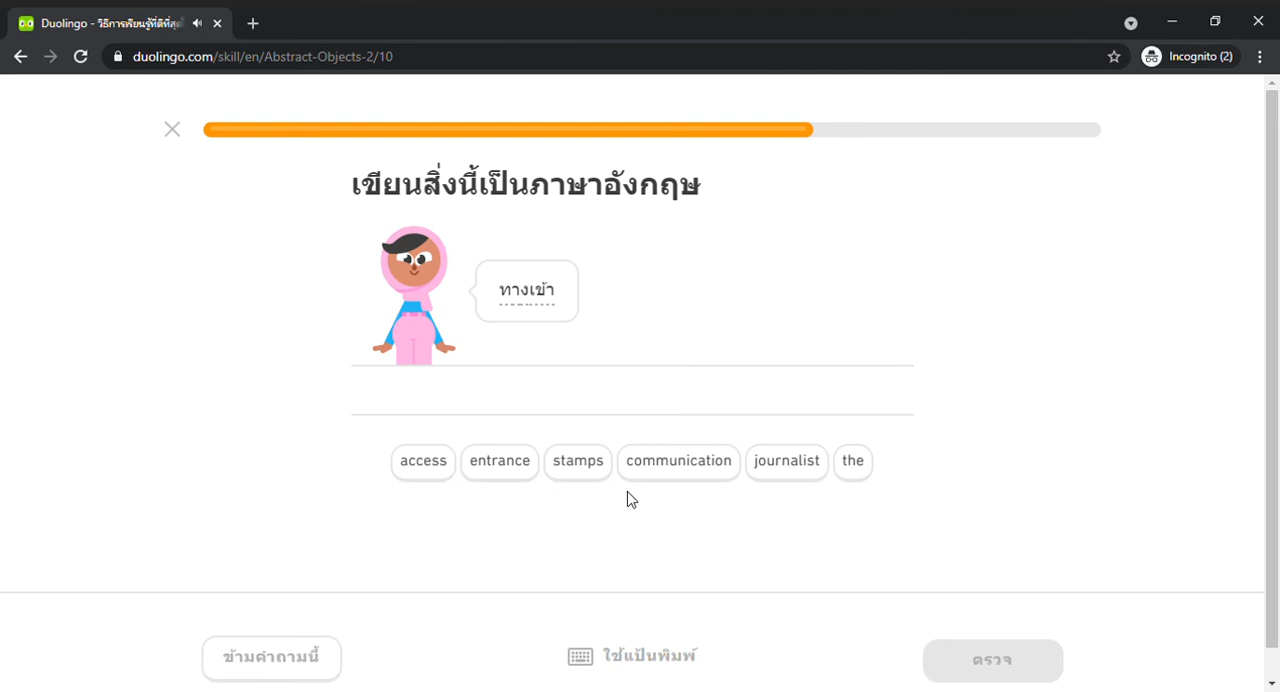 Duolingo - วิธีการเรียนรู้ที่ดีที่สุดใ
duolingo.com/skill/en/Abstract-Objects-2/10
Incognito (2)
เขียนสิ่งนี้เป็นภาษาอังกฤษ
ทางเข้า
access entrance stamps communication journalist the
ข้ามคำถามนี้ ใช้แป้นพิมพ์ ตรวจ